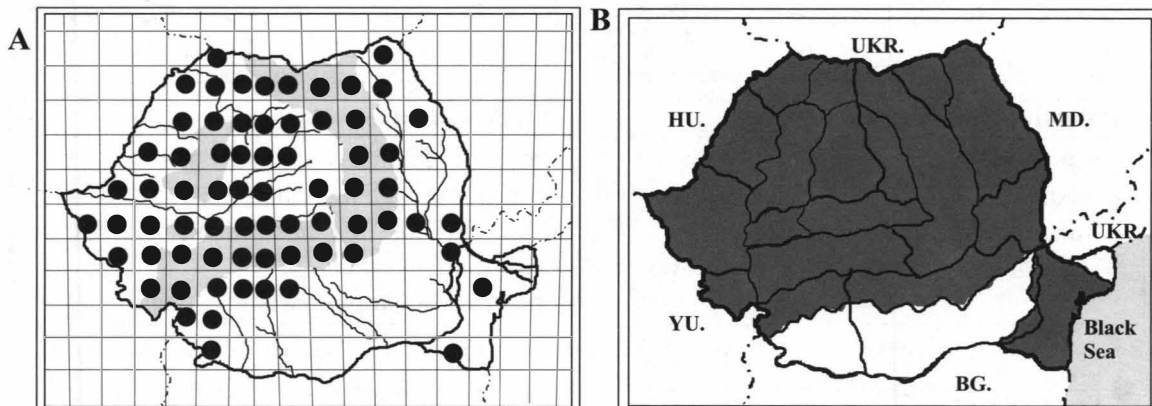 A
B
UKR.
HU.
MD.
UKR.
YU.
Black
Sea
BG.